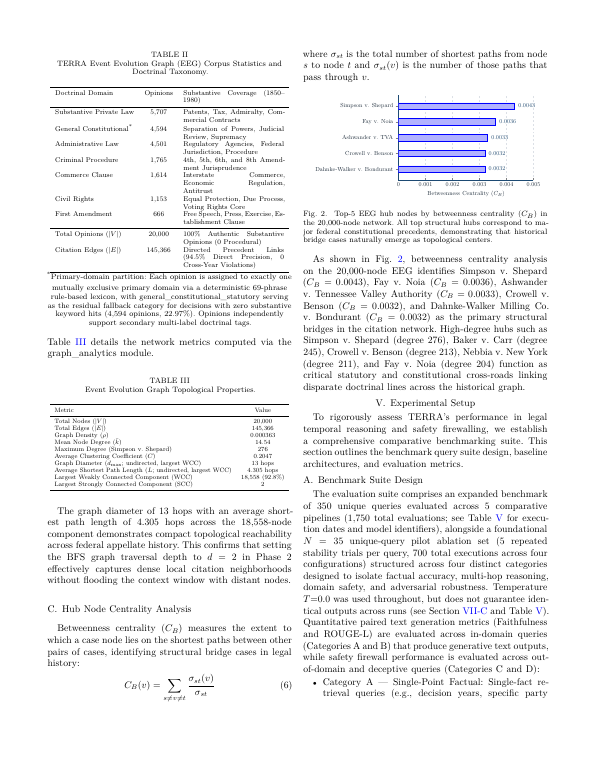 TABLE II
TERRA Event Evolution Graph (EEG) Corpus Statistics and
Doctrinal Taxonomy.
Doctrinal Domain Opinions Substantive Coverage (1850–
1980)
Substantive Private Law 5,707 Patents, Tax, Admiralty, Com-
mercial Contracts
General Constitutional* 4,594 Separation of Powers, Judicial
Review, Supremacy
Administrative Law 4,501 Regulatory Agencies, Federal
Jurisdiction, Procedure
Criminal Procedure 1,765 4th, 5th, 6th, and 8th Amend-
ment Jurisprudence
Commerce Clause 1,614 Interstate Commerce,
Economic Regulation,
Antitrust
Civil Rights 1,153 Equal Protection, Due Process,
Voting Rights Core
First Amendment 666 Free Speech, Press, Exercise, Es-
tablishment Clause
Total Opinions (|V|) 20,000 100% Authentic Substantive
Opinions (0 Procedural)
Citation Edges (|E|) 145,366 Directed Precedent Links
(94.5% Direct Precision, 0
Cross-Year Violations)
*Primary-domain partition: Each opinion is assigned to exactly one
mutually exclusive primary domain via a deterministic 69-phrase
rule-based lexicon, with general_constitutional_statutory serving
as the residual fallback category for decisions with zero substantive
keyword hits (4,594 opinions, 22.97%). Opinions independently
support secondary multi-label doctrinal tags.
Table III details the network metrics computed via the
graph_analytics module.
TABLE III
Event Evolution Graph Topological Properties.
Metric Value
Total Nodes (|V|) 20,000
Total Edges (|E|) 145,366
Graph Density (ρ) 0.000363
Mean Node Degree (k̄) 14.54
Maximum Degree (Simpson v. Shepard) 276
Average Clustering Coefficient (C) 0.2047
Graph Diameter (dmax; undirected, largest WCC) 13 hops
Average Shortest Path Length (L; undirected, largest WCC) 4.305 hops
Largest Weakly Connected Component (WCC) 18,558 (92.8%)
Largest Strongly Connected Component (SCC) 2
The graph diameter of 13 hops with an average short-
est path length of 4.305 hops across the 18,558-node
component demonstrates compact topological reachability
across federal appellate history. This confirms that setting
the BFS graph traversal depth to d = 2 in Phase 2
effectively captures dense local citation neighborhoods
without flooding the context window with distant nodes.
C. Hub Node Centrality Analysis
Betweenness centrality (C_B) measures the extent to
which a case node lies on the shortest paths between other
pairs of cases, identifying structural bridge cases in legal
history:
C_B(v) = ∑_{s≠v≠t} σ_st(v) / σ_st (6)
where σ_st is the total number of shortest paths from node
s to node t and σ_st(v) is the number of those paths that
pass through v.
Simpson v. Shepard 0.0043
Fay v. Noia 0.0036
Ashwander v. TVA 0.0033
Crowell v. Benson 0.0032
Dahnke-Walker v. Bondurant 0.0032
0 0.001 0.002 0.003 0.004 0.005
Betweenness Centrality (C_B)
Fig. 2. Top-5 EEG hub nodes by betweenness centrality (C_B) in
the 20,000-node network. All top structural hubs correspond to ma-
jor federal constitutional precedents, demonstrating that historical
bridge cases naturally emerge as topological centers.
As shown in Fig. 2, betweenness centrality analysis
on the 20,000-node EEG identifies Simpson v. Shepard
(C_B = 0.0043), Fay v. Noia (C_B = 0.0036), Ashwander
v. Tennessee Valley Authority (C_B = 0.0033), Crowell v.
Benson (C_B = 0.0032), and Dahnke-Walker Milling Co.
v. Bondurant (C_B = 0.0032) as the primary structural
bridges in the citation network. High-degree hubs such as
Simpson v. Shepard (degree 276), Baker v. Carr (degree
245), Crowell v. Benson (degree 213), Nebbia v. New York
(degree 211), and Fay v. Noia (degree 204) function as
critical statutory and constitutional cross-roads linking
disparate doctrinal lines across the historical graph.
V. Experimental Setup
To rigorously assess TERRA's performance in legal
temporal reasoning and safety firewalling, we establish
a comprehensive comparative benchmarking suite. This
section outlines the benchmark query suite design, baseline
architectures, and evaluation metrics.
A. Benchmark Suite Design
The evaluation suite comprises an expanded benchmark
of 350 unique queries evaluated across 5 comparative
pipelines (1,750 total evaluations; see Table V for execu-
tion dates and model identifiers), alongside a foundational
N = 35 unique-query pilot ablation set (5 repeated
stability trials per query, 700 total executions across four
configurations) structured across four distinct categories
designed to isolate factual accuracy, multi-hop reasoning,
domain safety, and adversarial robustness. Temperature
T=0.0 was used throughout, but does not guarantee iden-
tical outputs across runs (see Section VII-C and Table V).
Quantitative paired text generation metrics (Faithfulness
and ROUGE-L) are evaluated across in-domain queries
(Categories A and B) that produce generative text outputs,
while safety firewall performance is evaluated across out-
of-domain and deceptive queries (Categories C and D):
• Category A — Single-Point Factual: Single-fact re-
trieval queries (e.g., decision years, specific party